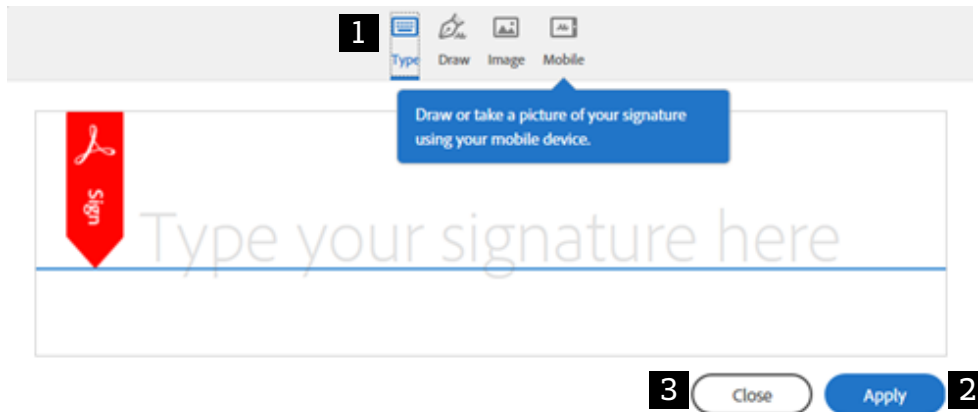 1
Type Draw Image Mobile
Draw or take a picture of your signature
using your mobile device.
Sign
Type your signature here
3 Close Apply 2